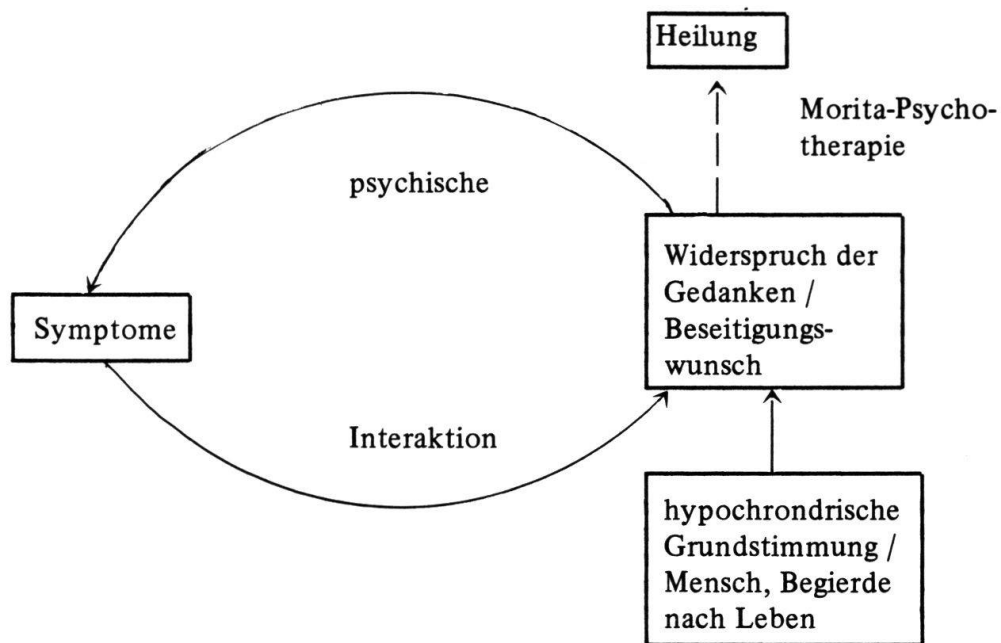 Heilung
Morita-Psycho-
therapie
psychische
Widerspruch der
Gedanken /
Beseitigungs-
wunsch
Symptome
Interaktion
hypochrondrische
Grundstimmung /
Mensch, Begierde
nach Leben